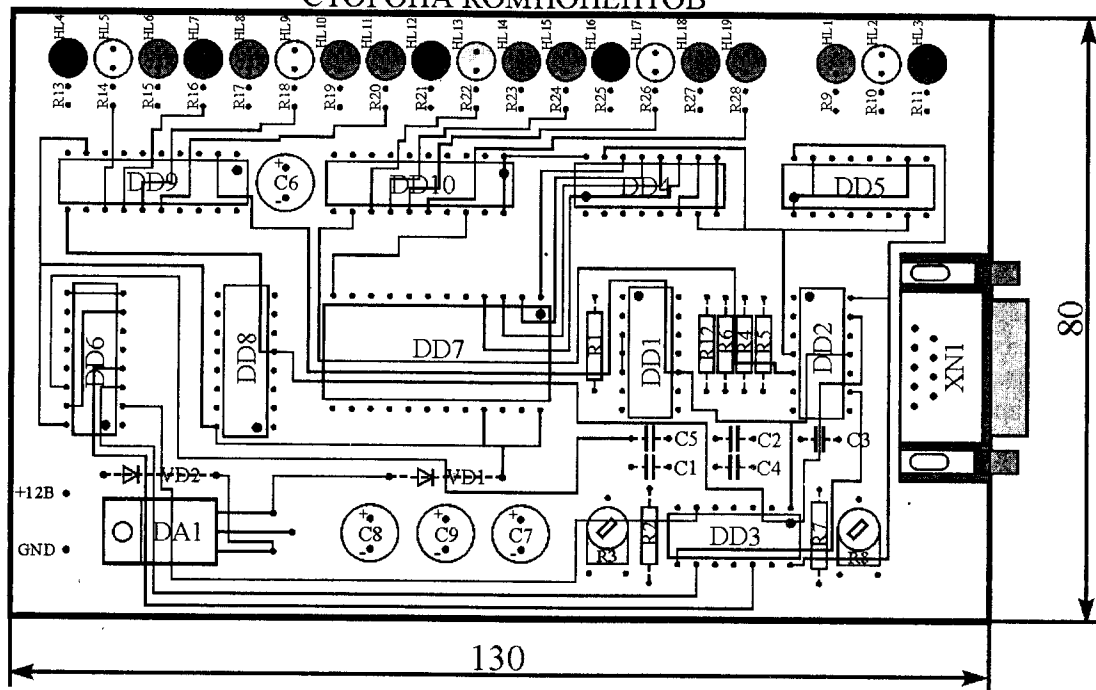 СТОРОНА КОМПОНЕНТОВ
HL4 HL5 HL6 HL7 HL8 HL9 HL10 HL11 HL12 HL13 HL14 HL15 HL16 HL17 HL18 HL19 HL1 HL2 HL3
R13 R14 R15 R16 R17 R18 R19 R20 R21 R22 R23 R24 R25 R26 R27 R28 R9 R10 R11
DD9 + C6 - DD10 DD4 DD5
DD6 DD8 DD7 R1 DD1 R12 R6 R4 R5 DD2 XN1
80
C5 C2 C3
VD2 VD1 C1 C4
+12В
DA1 + C8 - + C9 - + C7 - R3 R2 DD3 R7 R8
GND
130